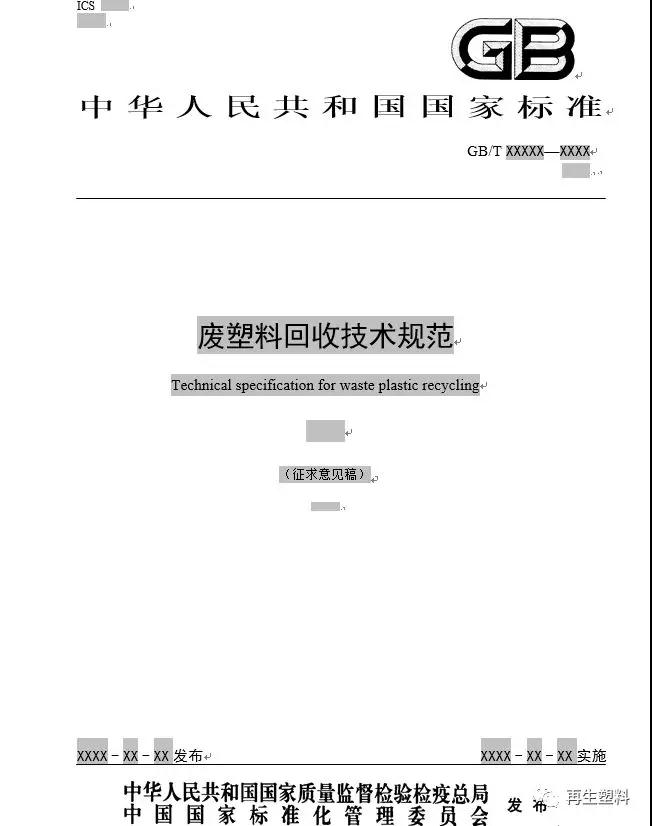 ICS
GB
中华人民共和国国家标准
GB/T XXXXX—XXXX
废塑料回收技术规范
Technical specification for waste plastic recycling
（征求意见稿）
XXXX - XX - XX 发布
XXXX - XX - XX 实施
中华人民共和国国家质量监督检验检疫总局
中国国家标准化管理委员会
发布
再生塑料